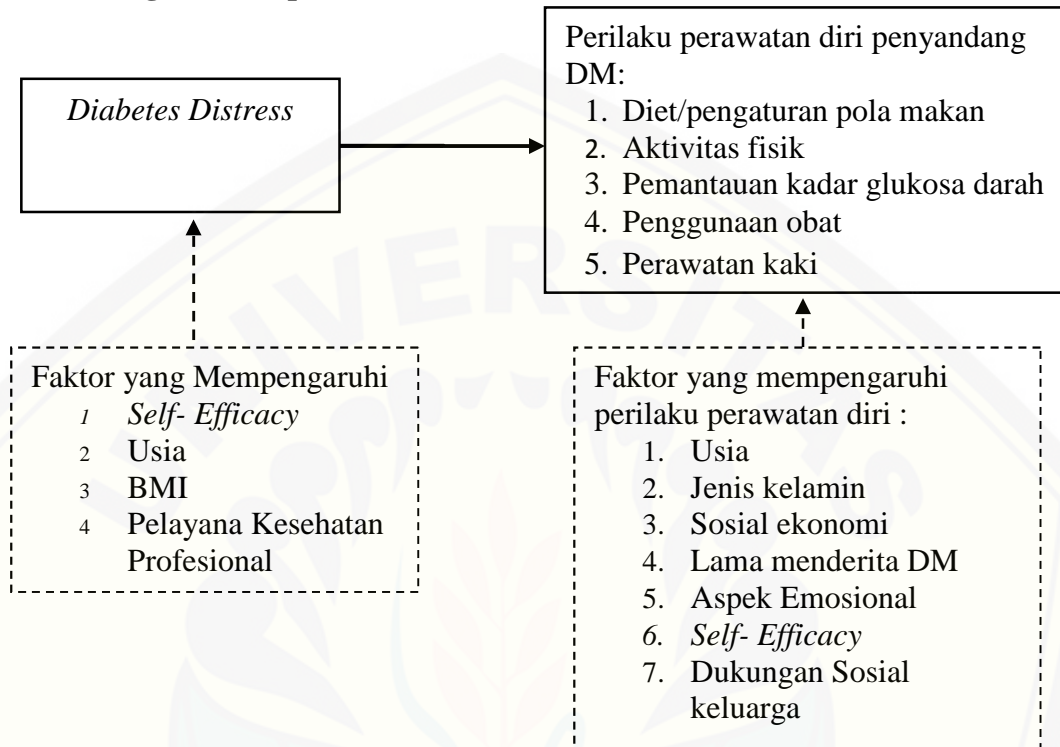 Diabetes Distress
Perilaku perawatan diri penyandang
DM:
1. Diet/pengaturan pola makan
2. Aktivitas fisik
3. Pemantauan kadar glukosa darah
4. Penggunaan obat
5. Perawatan kaki
Faktor yang Mempengaruhi
1 Self- Efficacy
2 Usia
3 BMI
4 Pelayana Kesehatan
Profesional
Faktor yang mempengaruhi
perilaku perawatan diri :
1. Usia
2. Jenis kelamin
3. Sosial ekonomi
4. Lama menderita DM
5. Aspek Emosional
6. Self- Efficacy
7. Dukungan Sosial
keluarga
UNIVERSITAS